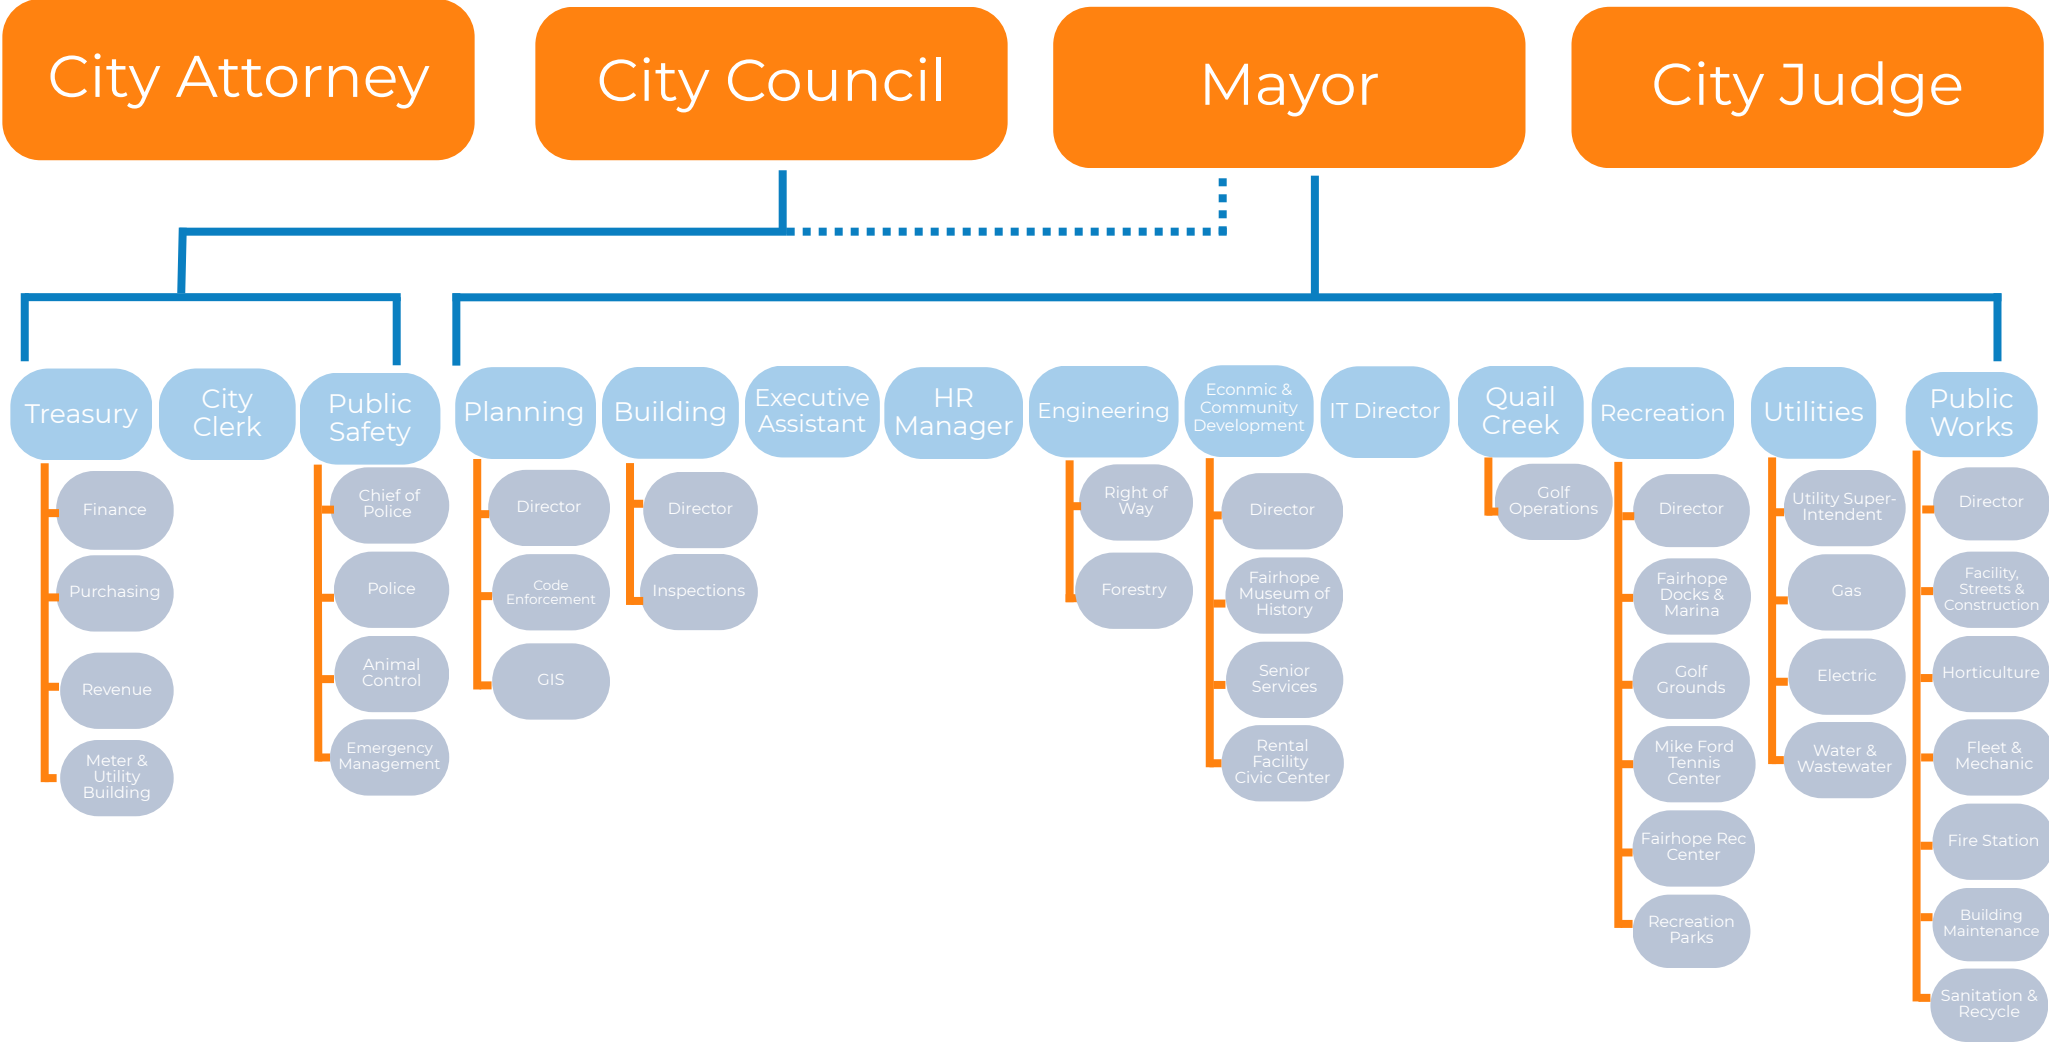 City Attorney
City Council
Mayor
City Judge
Treasury
City
Clerk
Public
Safety
Planning
Building
Executive
Assistant
HR
Manager
Engineering
Econmic &
Community
Development
IT Director
Quail
Creek
Recreation
Utilities
Public
Works
Finance
Purchasing
Revenue
Meter &
Utility
Building
Chief of
Police
Police
Animal
Control
Emergency
Management
Director
Code
Enforcement
GIS
Director
Inspections
Right of
Way
Forestry
Director
Fairhope
Museum of
History
Senior
Services
Rental
Facility
Civic Center
Golf
Operations
Director
Fairhope
Docks &
Marina
Golf
Grounds
Mike Ford
Tennis
Center
Fairhope Rec
Center
Recreation
Parks
Utility Super-
Intendent
Gas
Electric
Water &
Wastewater
Director
Facility,
Streets &
Construction
Horticulture
Fleet &
Mechanic
Fire Station
Building
Maintenance
Sanitation &
Recycle